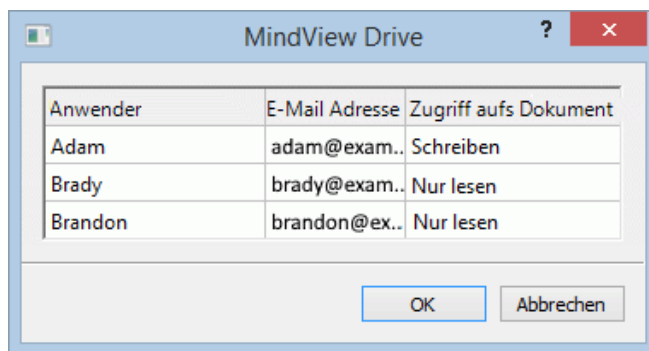 MindView Drive ? ×
Anwender E-Mail Adresse Zugriff aufs Dokument
Adam adam@exam.. Schreiben
Brady brady@exam.. Nur lesen
Brandon brandon@ex.. Nur lesen
OK Abbrechen